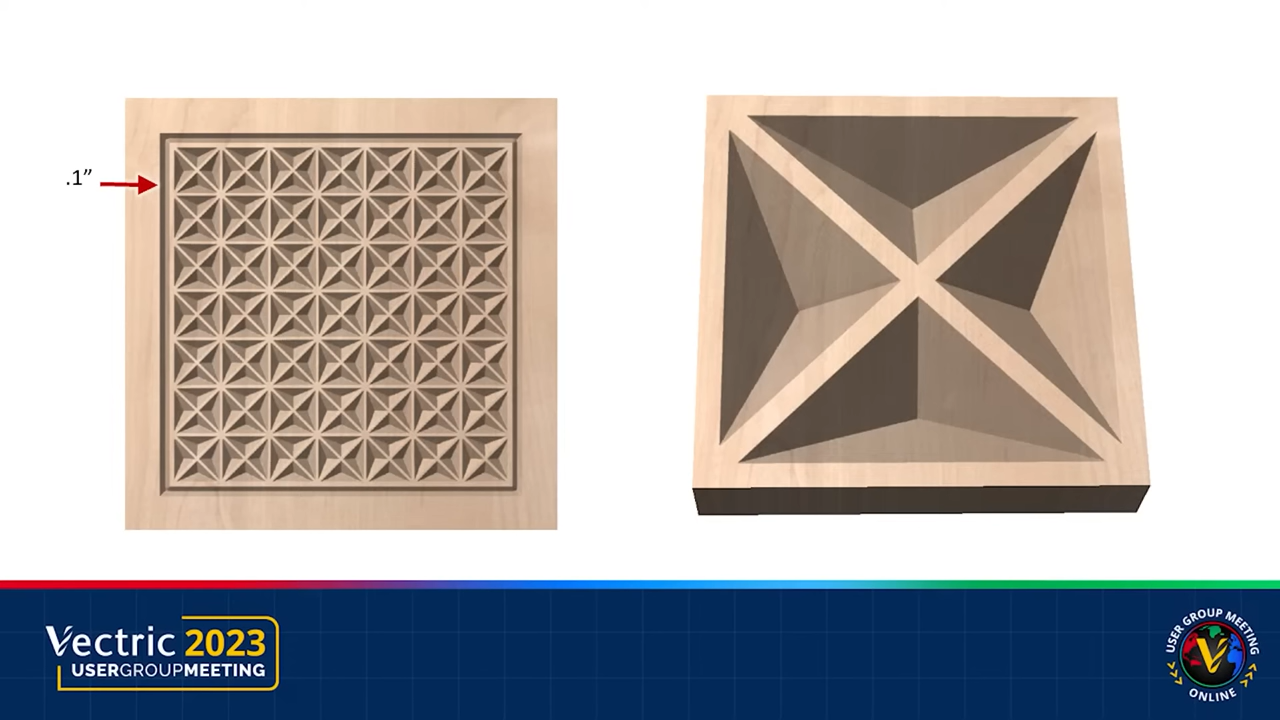 .1”
Vectric 2023
USERGROUPMEETING
USER GROUP MEETING
V
ONLINE